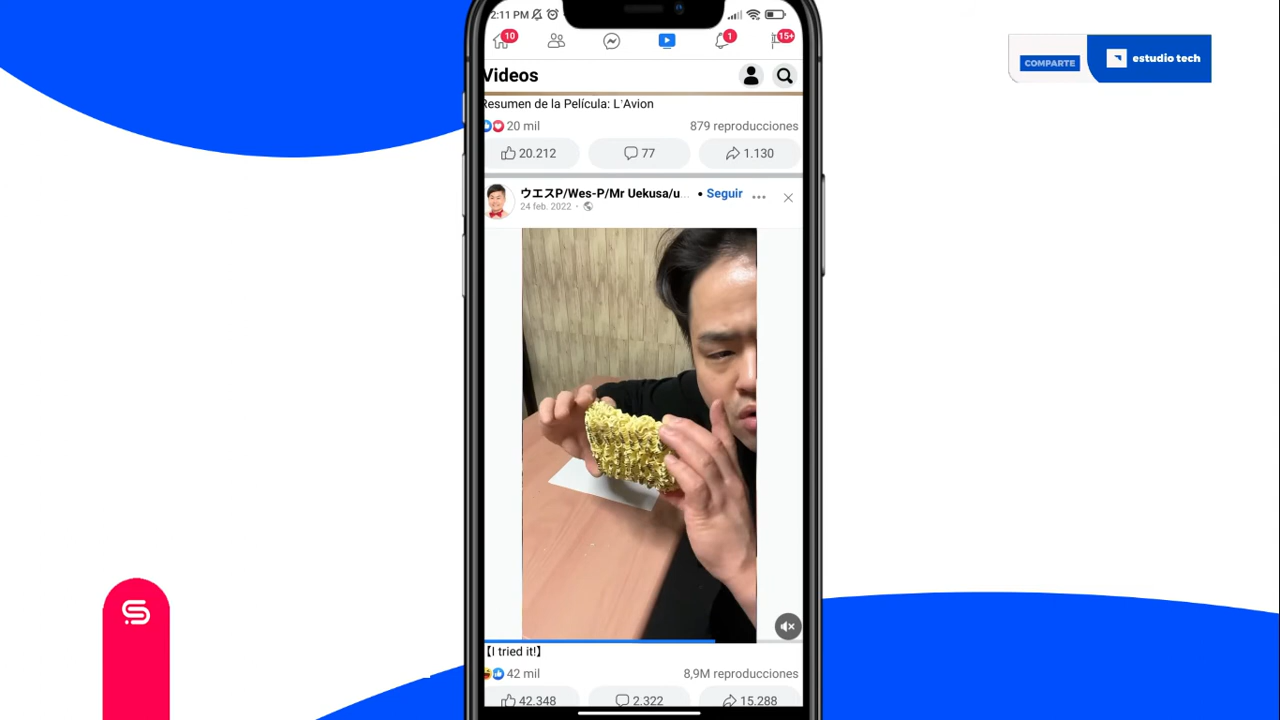 2:11 PM
COMPARTE
estudio tech
10
1
15+
Videos
Resumen de la Película: L'Avion
20 mil
879 reproducciones
20.212
77
1.130
ウエスP/Wes-P/Mr Uekusa/u...
• Seguir
24 feb. 2022 •
【I tried it!】
42 mil
8,9M reproducciones
42.348
2.322
15.288